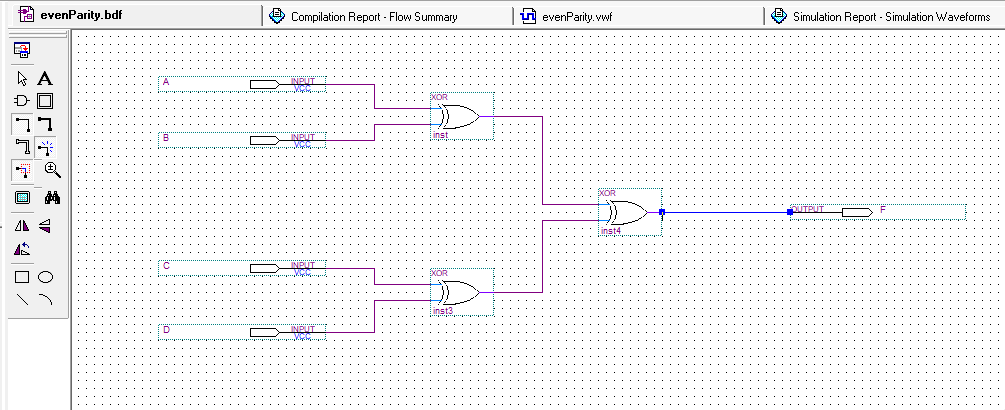 evenParity.bdf
Compilation Report - Flow Summary
evenParity.vwf
Simulation Report - Simulation Waveforms
A
A INPUT
VCC
XOR
B INPUT
VCC
inst
XOR
OUTPUT F
inst4
C INPUT
VCC
XOR
inst3
D INPUT
VCC